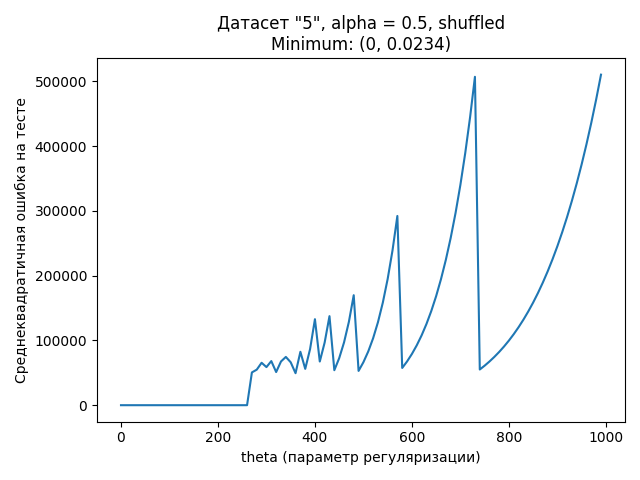 Датасет "5", alpha = 0.5, shuffled
Minimum: (0, 0.0234)
Среднеквадратичная ошибка на тесте
500000
400000
300000
200000
100000
0
0 200 400 600 800 1000
theta (параметр регуляризации)